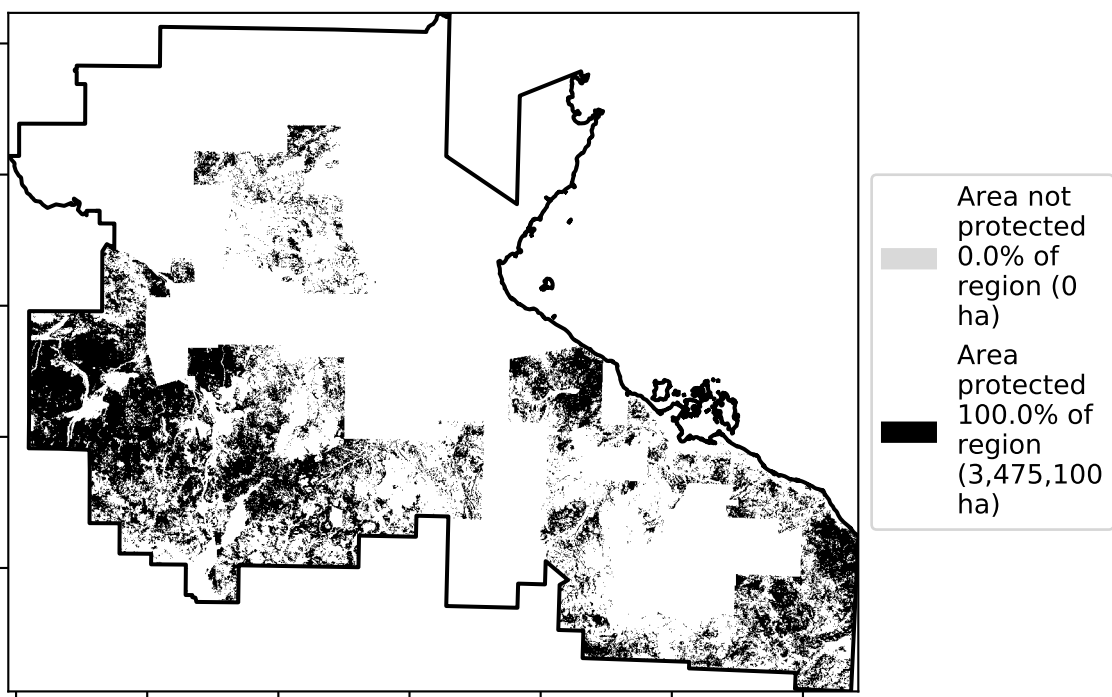 Area not
protected
0.0% of
region (0
ha)
Area
protected
100.0% of
region
(3,475,100
ha)